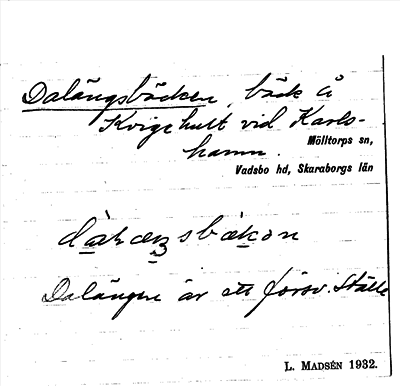 Dalängsbäcken, bäck å
Kvigehult vid Karls-
hamn.
Mölltorps sn,
Vadsbo hd, Skaraborgs län
Dalängen är ett försv. Ställe
L. MADSÉN 1932.